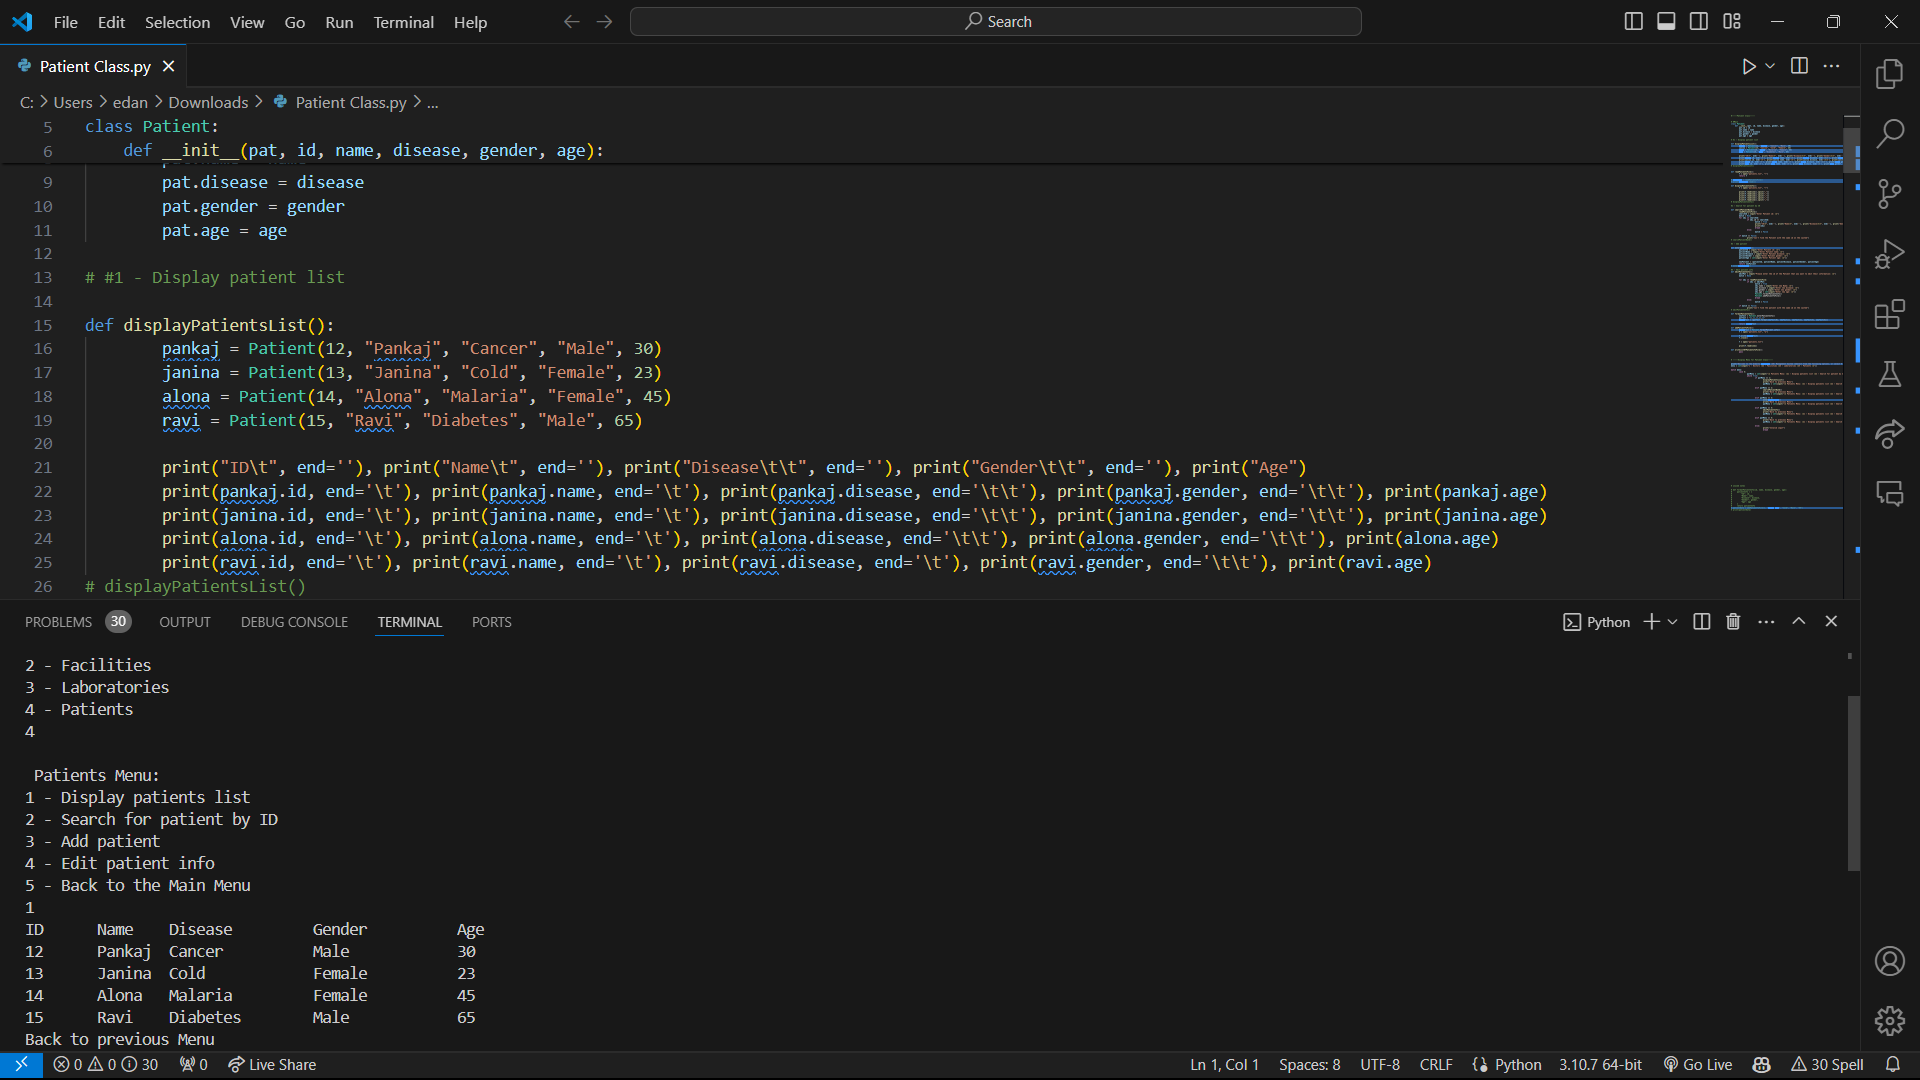 File Edit Selection View Go Run Terminal Help Search
Patient Class.py
C: > Users > edan > Downloads > Patient Class.py > ...
5 class Patient:
6 def __init__(pat, id, name, disease, gender, age):
9 pat.disease = disease
10 pat.gender = gender
11 pat.age = age
12
13 # #1 - Display patient list
14
15 def displayPatientsList():
16 pankaj = Patient(12, "Pankaj", "Cancer", "Male", 30)
17 janina = Patient(13, "Janina", "Cold", "Female", 23)
18 alona = Patient(14, "Alona", "Malaria", "Female", 45)
19 ravi = Patient(15, "Ravi", "Diabetes", "Male", 65)
20
21 print("ID\t", end=''), print("Name\t", end=''), print("Disease\t\t", end=''), print("Gender\t\t", end=''), print("Age")
22 print(pankaj.id, end='\t'), print(pankaj.name, end='\t'), print(pankaj.disease, end='\t\t'), print(pankaj.gender, end='\t\t'), print(pankaj.age)
23 print(janina.id, end='\t'), print(janina.name, end='\t'), print(janina.disease, end='\t\t'), print(janina.gender, end='\t\t'), print(janina.age)
24 print(alona.id, end='\t'), print(alona.name, end='\t'), print(alona.disease, end='\t\t'), print(alona.gender, end='\t\t'), print(alona.age)
25 print(ravi.id, end='\t'), print(ravi.name, end='\t'), print(ravi.disease, end='\t'), print(ravi.gender, end='\t\t'), print(ravi.age)
26 # displayPatientsList()
PROBLEMS 30 OUTPUT DEBUG CONSOLE TERMINAL PORTS Python
2 - Facilities
3 - Laboratories
4 - Patients
4
Patients Menu:
1 - Display patients list
2 - Search for patient by ID
3 - Add patient
4 - Edit patient info
5 - Back to the Main Menu
1
ID Name Disease Gender Age
12 Pankaj Cancer Male 30
13 Janina Cold Female 23
14 Alona Malaria Female 45
15 Ravi Diabetes Male 65
Back to previous Menu
0 0 30 0 Live Share Ln 1, Col 1 Spaces: 8 UTF-8 CRLF Python 3.10.7 64-bit Go Live 30 Spell